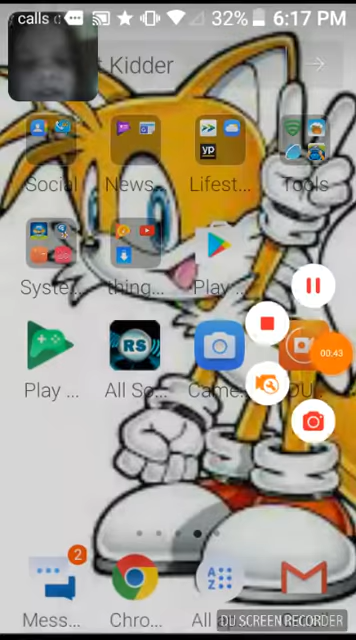 calls 32% 6:17 PM
t Kidder
yp
Social News... Lifest... Tools
Syste... thing... Play ...
RS
00:43
Play ... All So... Came... DU...
2
A
Z
Mess... Chro... All a
DU SCREEN RECORDER